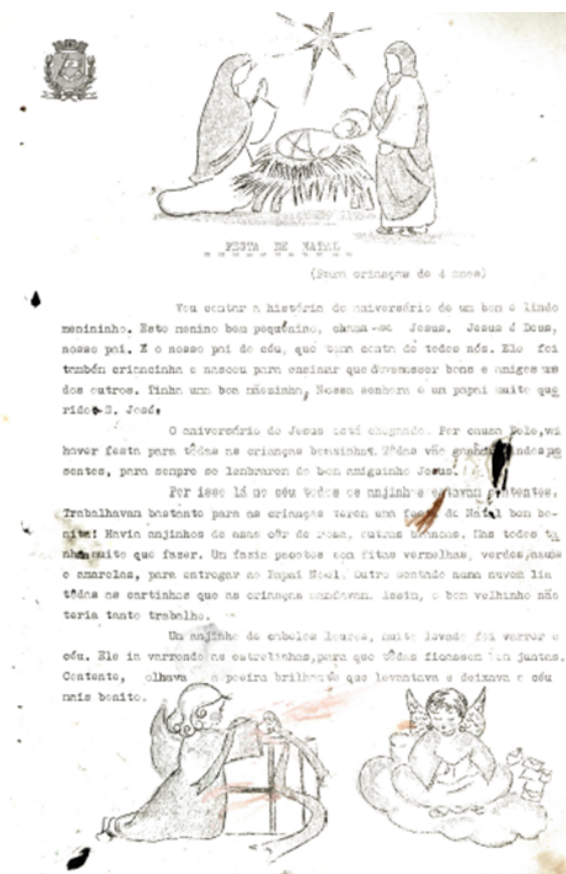 FESTA DE NATAL
(Para crianças de 4 anos)
Vou contar a história do aniversário de um bom e lindo
menininho. Este menino bom pequenino, chama-se Jesus. Jesus é Deus,
nosso pai. É o nosso pai do céu, que toma conta de todos nós. Ele foi
também criancinha e nasceu para ensinar que devemos ser bons e amigos uns
dos outros. Tinha uma boa mãezinha, Nossa senhora e um papai muito que
rido S. José.
O aniversário de Jesus está chegando. Por causa Dele, vai
haver festa para tôdas as crianças boazinhas. Tôdas vão
sentes, para sempre se lembrarem do bom amiguinho Jesus.
Por isso lá no céu todos os anjinhos estavam
Trabalhavam bastante para as crianças terem uma festa de Natal bem bo-
nita! Havia anjinhos de asas côr de rosa, outras brancas. Mas todos ti
nham muito que fazer. Um fazia pacotes com fitas vermelhas, verdes, azuis
e amarelas, para entregar ao Papai Noel. Outro sentado numa nuvem lia
tôdas as cartinhas que as crianças mandavam. Assim, o bom velhinho não
teria tanto trabalho.
Um anjinho de cabelos louros, muito levado foi varrer o
céu. Ele ia varrendo as estrelinhas, para que tôdas ficassem bem juntas.
Contente, olhava a poeira brilhante que levantava e deixava o céu
mais bonito.